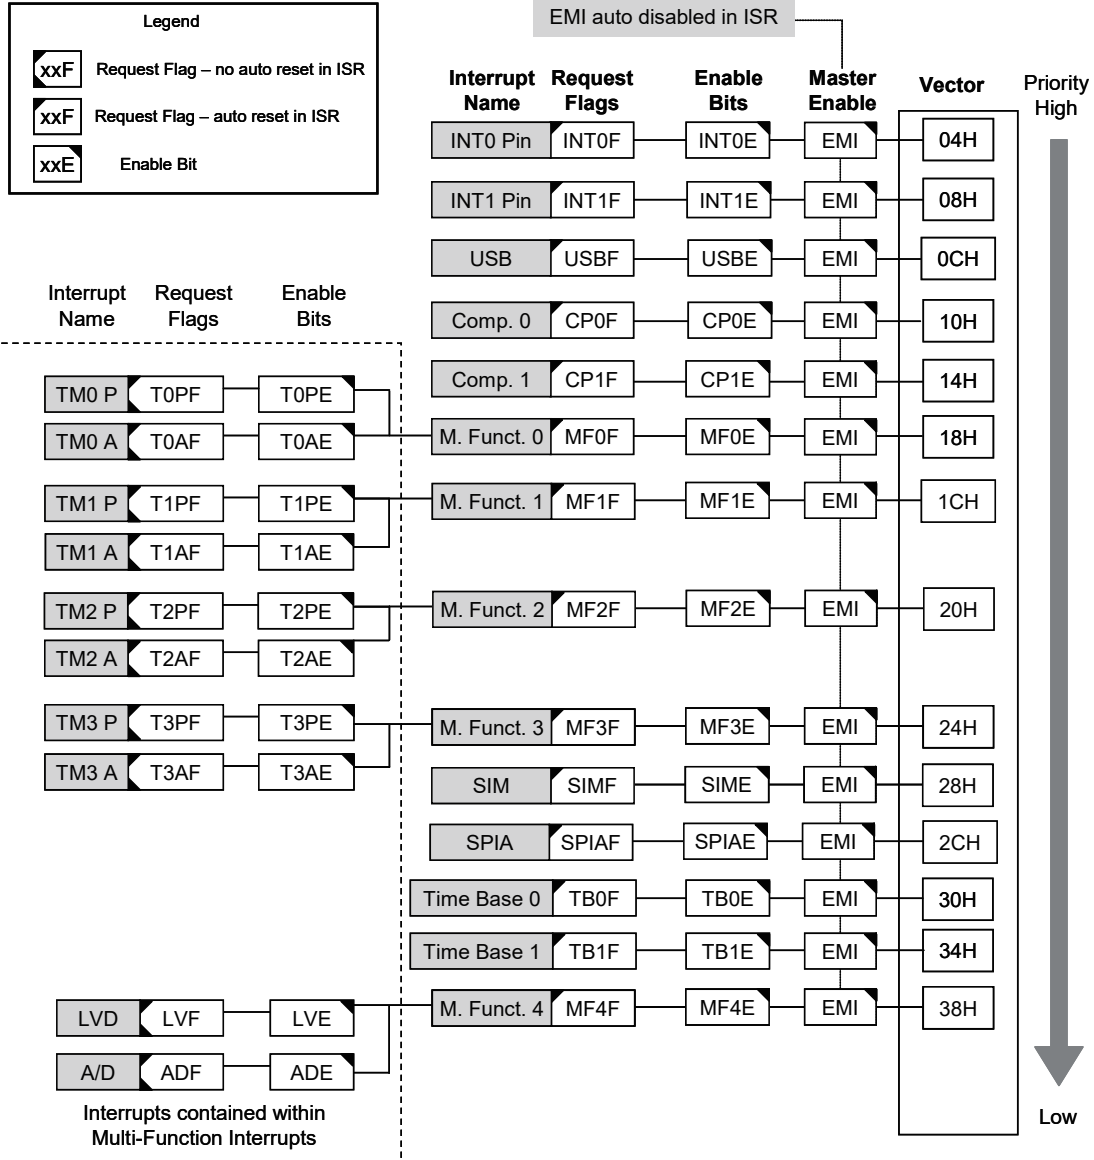 EMI auto disabled in ISR
Legend
xxF Request Flag – no auto reset in ISR
xxF Request Flag – auto reset in ISR
xxE Enable Bit
Interrupt Name Request Flags Enable Bits Master Enable Vector Priority High
INT0 Pin INT0F INT0E EMI 04H
INT1 Pin INT1F INT1E EMI 08H
USB USBF USBE EMI 0CH
Comp. 0 CP0F CP0E EMI 10H
Comp. 1 CP1F CP1E EMI 14H
M. Funct. 0 MF0F MF0E EMI 18H
M. Funct. 1 MF1F MF1E EMI 1CH
M. Funct. 2 MF2F MF2E EMI 20H
M. Funct. 3 MF3F MF3E EMI 24H
SIM SIMF SIME EMI 28H
SPIA SPIAF SPIAE EMI 2CH
Time Base 0 TB0F TB0E EMI 30H
Time Base 1 TB1F TB1E EMI 34H
M. Funct. 4 MF4F MF4E EMI 38H
Low
Interrupt Name Request Flags Enable Bits
TM0 P T0PF T0PE
TM0 A T0AF T0AE
TM1 P T1PF T1PE
TM1 A T1AF T1AE
TM2 P T2PF T2PE
TM2 A T2AF T2AE
TM3 P T3PF T3PE
TM3 A T3AF T3AE
LVD LVF LVE
A/D ADF ADE
Interrupts contained within
Multi-Function Interrupts